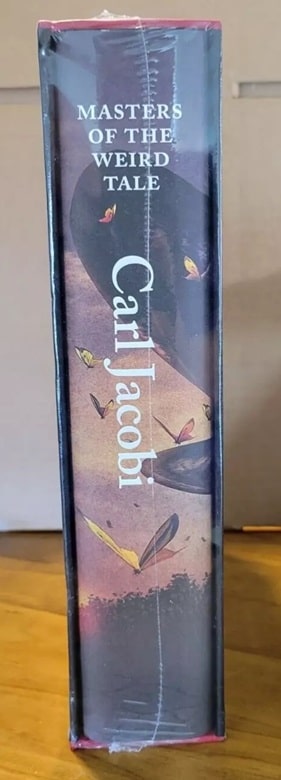 MASTERS
OF THE
WEIRD
TALE
Carl Jacobi